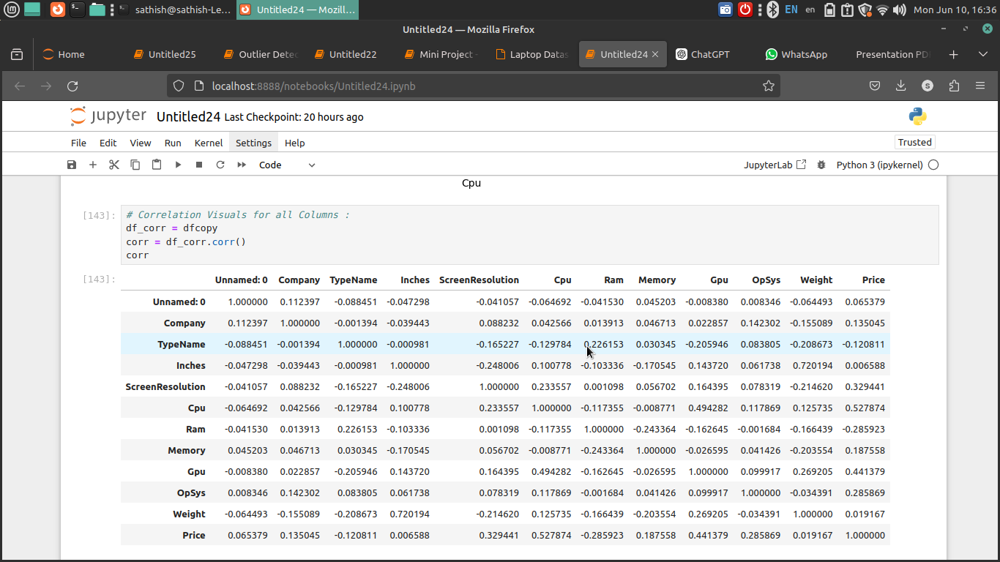 sathish@sathish-Le... Untitled24 — Mozill... EN en Mon Jun 10, 16:36
Untitled24 — Mozilla Firefox
Home Untitled25 Outlier Detec Untitled22 Mini Project - Laptop Datas Untitled24 ChatGPT WhatsApp Presentation PD
localhost:8888/notebooks/Untitled24.ipynb S
jupyter Untitled24 Last Checkpoint: 20 hours ago
File Edit View Run Kernel Settings Help Trusted
Code JupyterLab Python 3 (ipykernel)
Cpu
[143]: # Correlation Visuals for all Columns :
df_corr = dfcopy
corr = df_corr.corr()
corr
[143]: Unnamed: 0 Company TypeName Inches ScreenResolution Cpu Ram Memory Gpu OpSys Weight Price
Unnamed: 0 1.000000 0.112397 -0.088451 -0.047298 -0.041057 -0.064692 -0.041530 0.045203 -0.008380 0.008346 -0.064493 0.065379
Company 0.112397 1.000000 -0.001394 -0.039443 0.088232 0.042566 0.013913 0.046713 0.022857 0.142302 -0.155089 0.135045
TypeName -0.088451 -0.001394 1.000000 -0.000981 -0.165227 -0.129784 0.226153 0.030345 -0.205946 0.083805 -0.208673 -0.120811
Inches -0.047298 -0.039443 -0.000981 1.000000 -0.248006 0.100778 -0.103336 -0.170545 0.143720 0.061738 0.720194 0.006588
ScreenResolution -0.041057 0.088232 -0.165227 -0.248006 1.000000 0.233557 0.001098 0.056702 0.164395 0.078319 -0.214620 0.329441
Cpu -0.064692 0.042566 -0.129784 0.100778 0.233557 1.000000 -0.117355 -0.008771 0.494282 0.117869 0.125735 0.527874
Ram -0.041530 0.013913 0.226153 -0.103336 0.001098 -0.117355 1.000000 -0.243364 -0.162645 -0.001684 -0.166439 -0.285923
Memory 0.045203 0.046713 0.030345 -0.170545 0.056702 -0.008771 -0.243364 1.000000 -0.026595 0.041426 -0.203554 0.187558
Gpu -0.008380 0.022857 -0.205946 0.143720 0.164395 0.494282 -0.162645 -0.026595 1.000000 0.099917 0.269205 0.441379
OpSys 0.008346 0.142302 0.083805 0.061738 0.078319 0.117869 -0.001684 0.041426 0.099917 1.000000 -0.034391 0.285869
Weight -0.064493 -0.155089 -0.208673 0.720194 -0.214620 0.125735 -0.166439 -0.203554 0.269205 -0.034391 1.000000 0.019167
Price 0.065379 0.135045 -0.120811 0.006588 0.329441 0.527874 -0.285923 0.187558 0.441379 0.285869 0.019167 1.000000